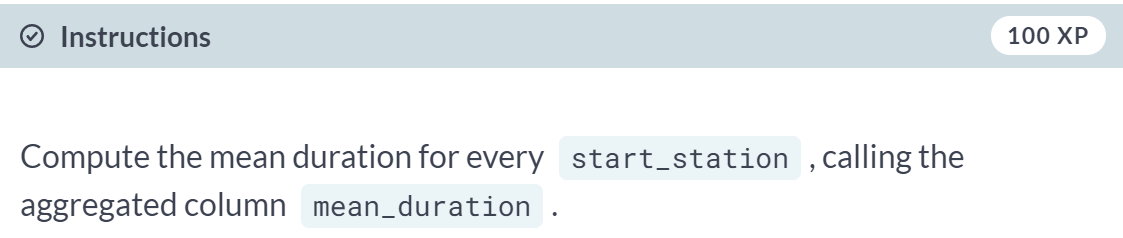 Instructions
100 XP
Compute the mean duration for every start_station , calling the
aggregated column mean_duration .